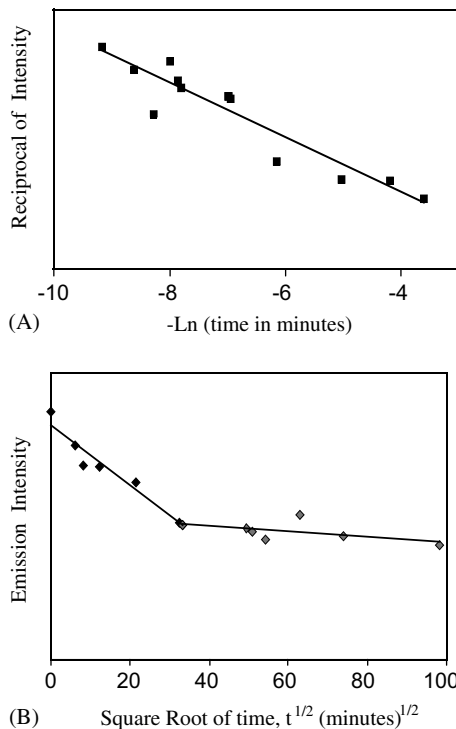 Reciprocal of Intensity
-10 -8 -6 -4
(A) -Ln (time in minutes)
Emission Intensity
0 20 40 60 80 100
(B) Square Root of time, t^1/2 (minutes)^1/2